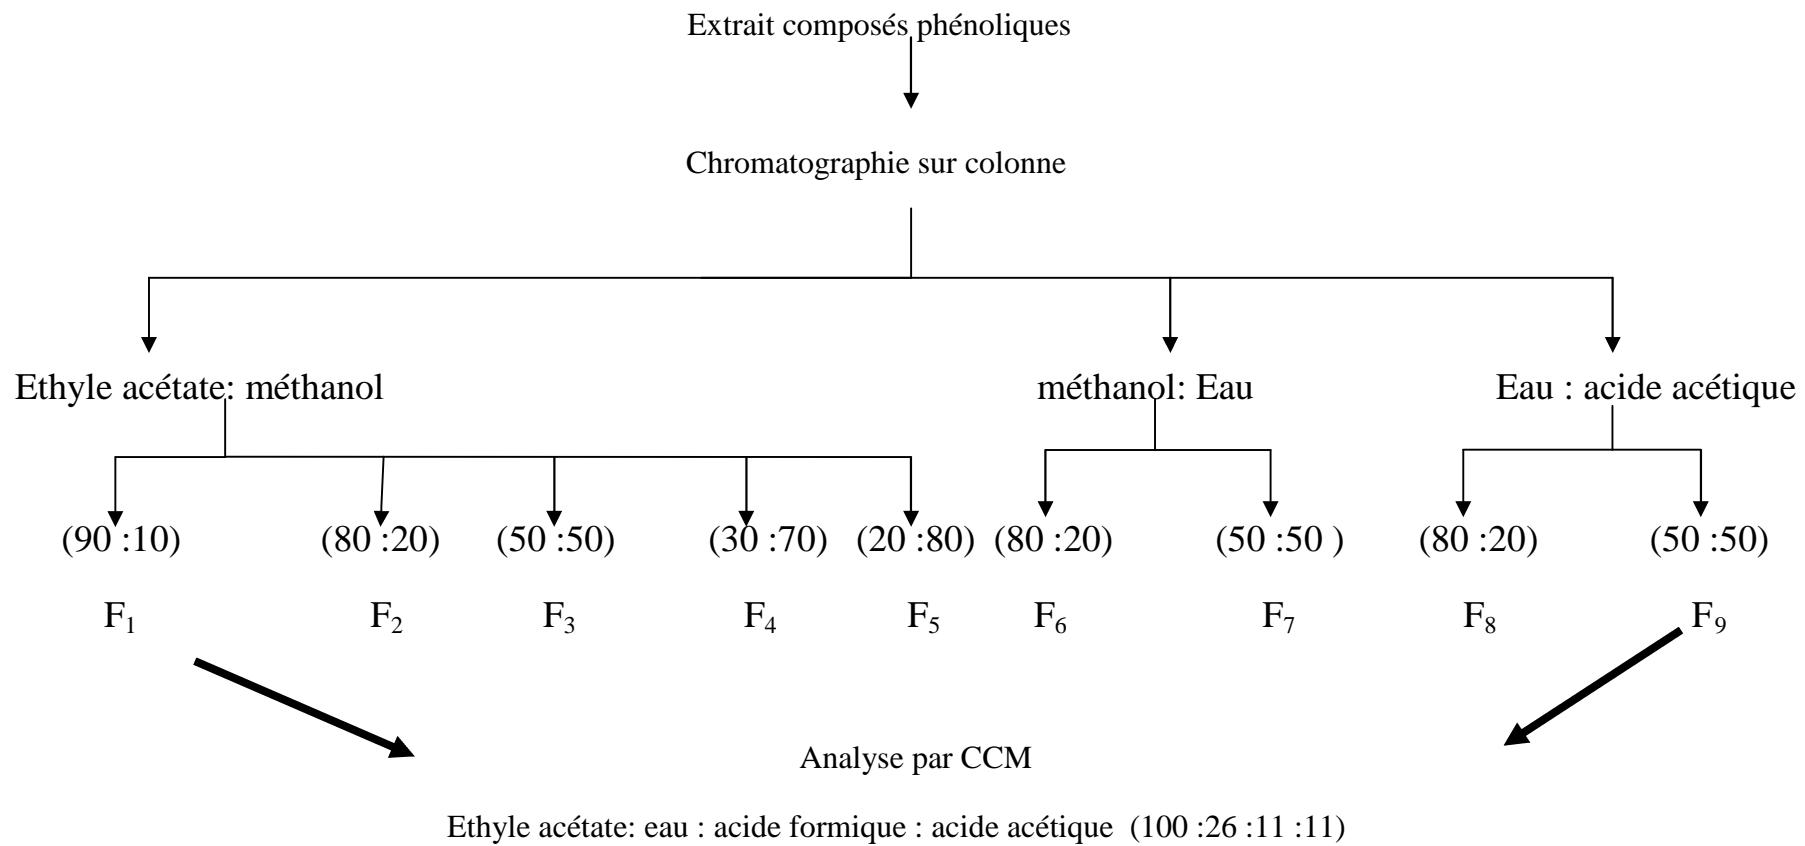 Extrait composés phénoliques
Chromatographie sur colonne
Ethyle acétate: méthanol méthanol: Eau Eau : acide acétique
(90 :10) (80 :20) (50 :50) (30 :70) (20 :80) (80 :20) (50 :50 ) (80 :20) (50 :50)
F₁ F₂ F₃ F₄ F₅ F₆ F₇ F₈ F₉
Analyse par CCM
Ethyle acétate: eau : acide formique : acide acétique (100 :26 :11 :11)